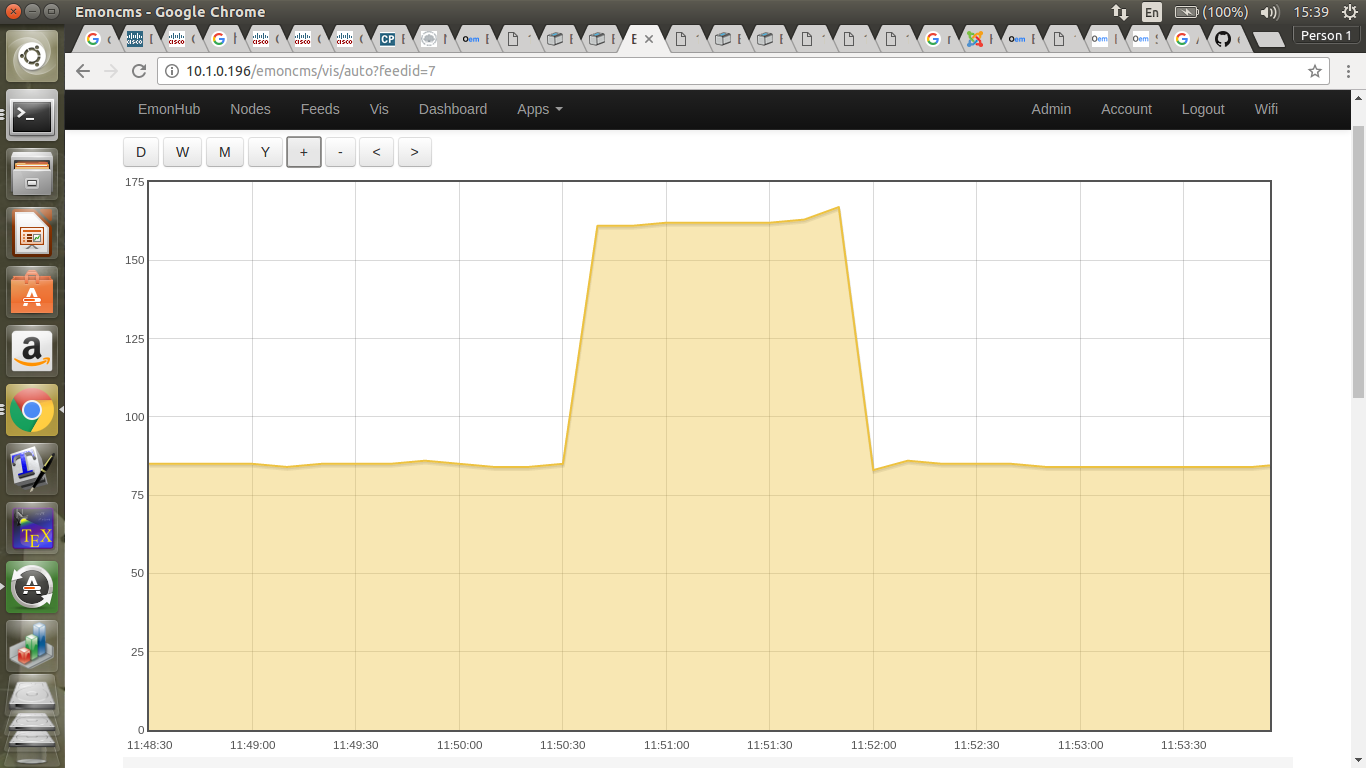 Emoncms - Google Chrome
En
(100%)
15:39
Person 1
10.1.0.196/emoncms/vis/auto?feedid=7
EmonHub Nodes Feeds Vis Dashboard Apps Admin Account Logout Wifi
D W M Y + - < >
175
150
125
100
75
50
25
0
11:48:30 11:49:00 11:49:30 11:50:00 11:50:30 11:51:00 11:51:30 11:52:00 11:52:30 11:53:00 11:53:30